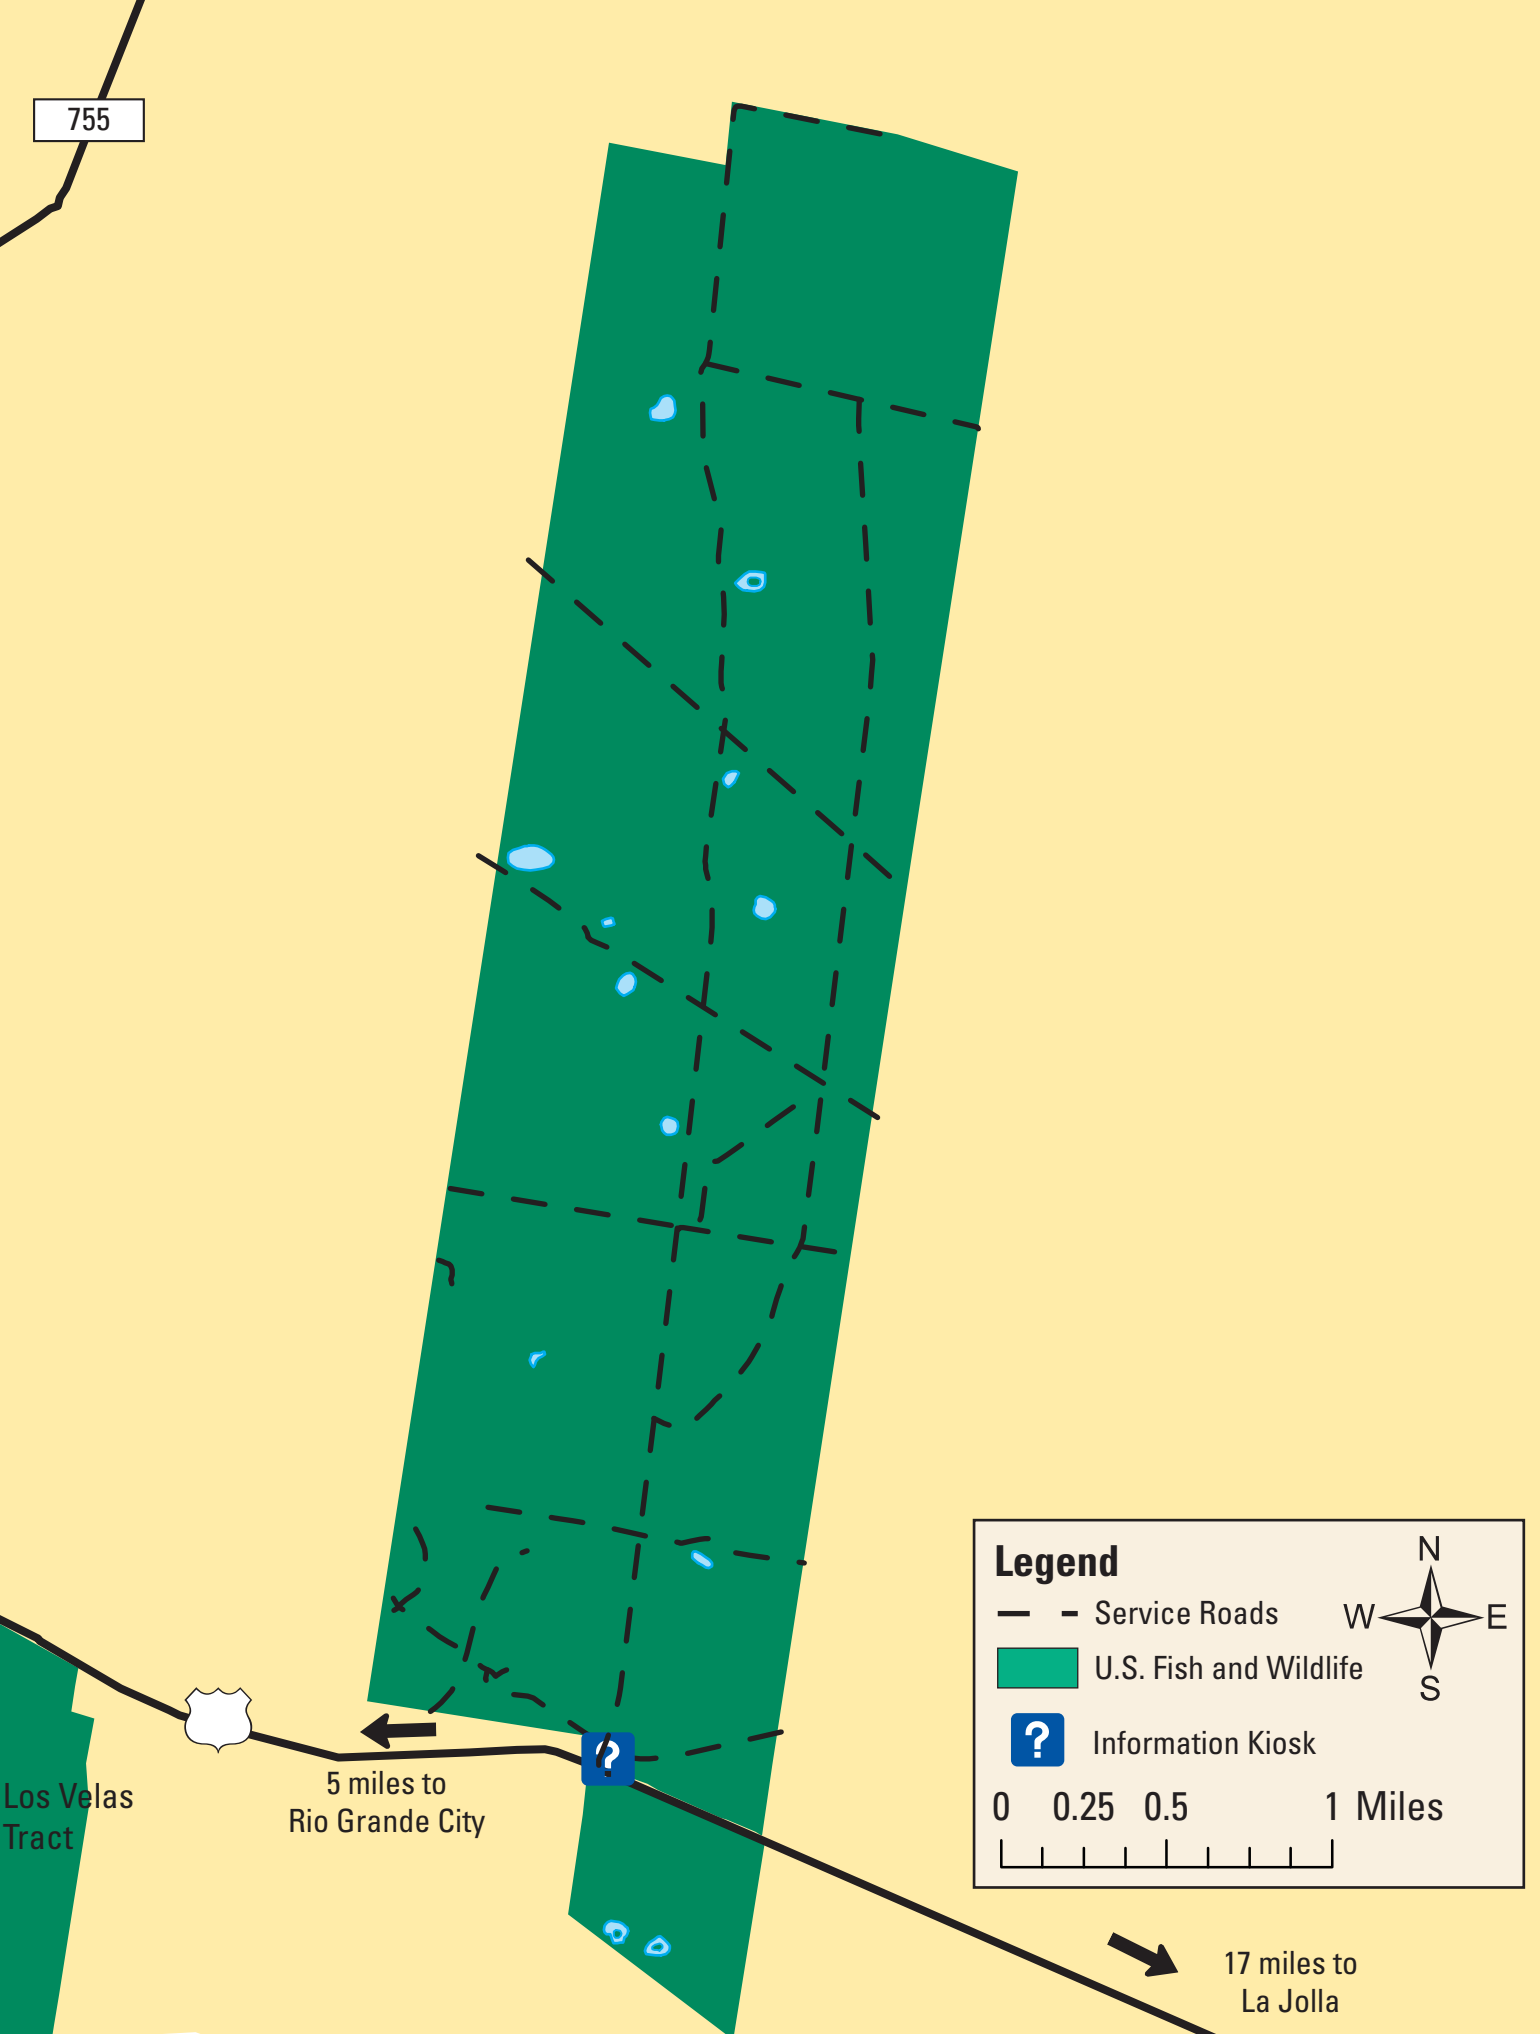 755
Legend
Service Roads
U.S. Fish and Wildlife
? Information Kiosk
N
W E
S
0 0.25 0.5 1 Miles
?
5 miles to
Rio Grande City
Los Velas
Tract
17 miles to
La Jolla